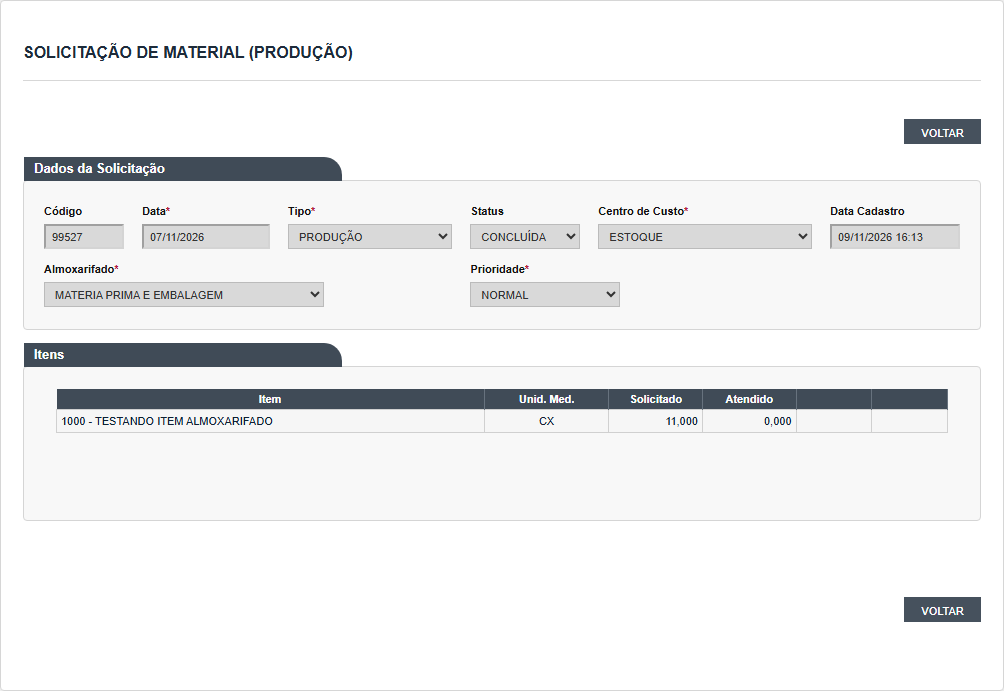 SOLICITAÇÃO DE MATERIAL (PRODUÇÃO)
VOLTAR
Dados da Solicitação
Código Data* Tipo* Status Centro de Custo* Data Cadastro
99527 07/11/2026 PRODUÇÃO CONCLUÍDA ESTOQUE 09/11/2026 16:13
Almoxarifado* Prioridade*
MATERIA PRIMA E EMBALAGEM NORMAL
Itens
Item Unid. Med. Solicitado Atendido
1000 - TESTANDO ITEM ALMOXARIFADO CX 11,000 0,000
VOLTAR